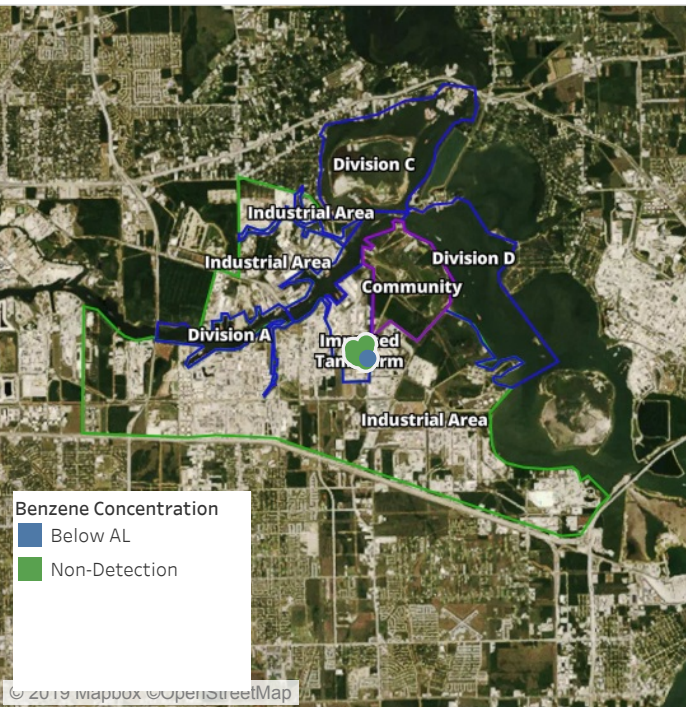 Division C
Industrial Area
Division D
Industrial Area
Community
Division A
Industrial Area
Benzene Concentration
Below AL
Non-Detection
© 2019 Mapbox ©OpenStreetMap